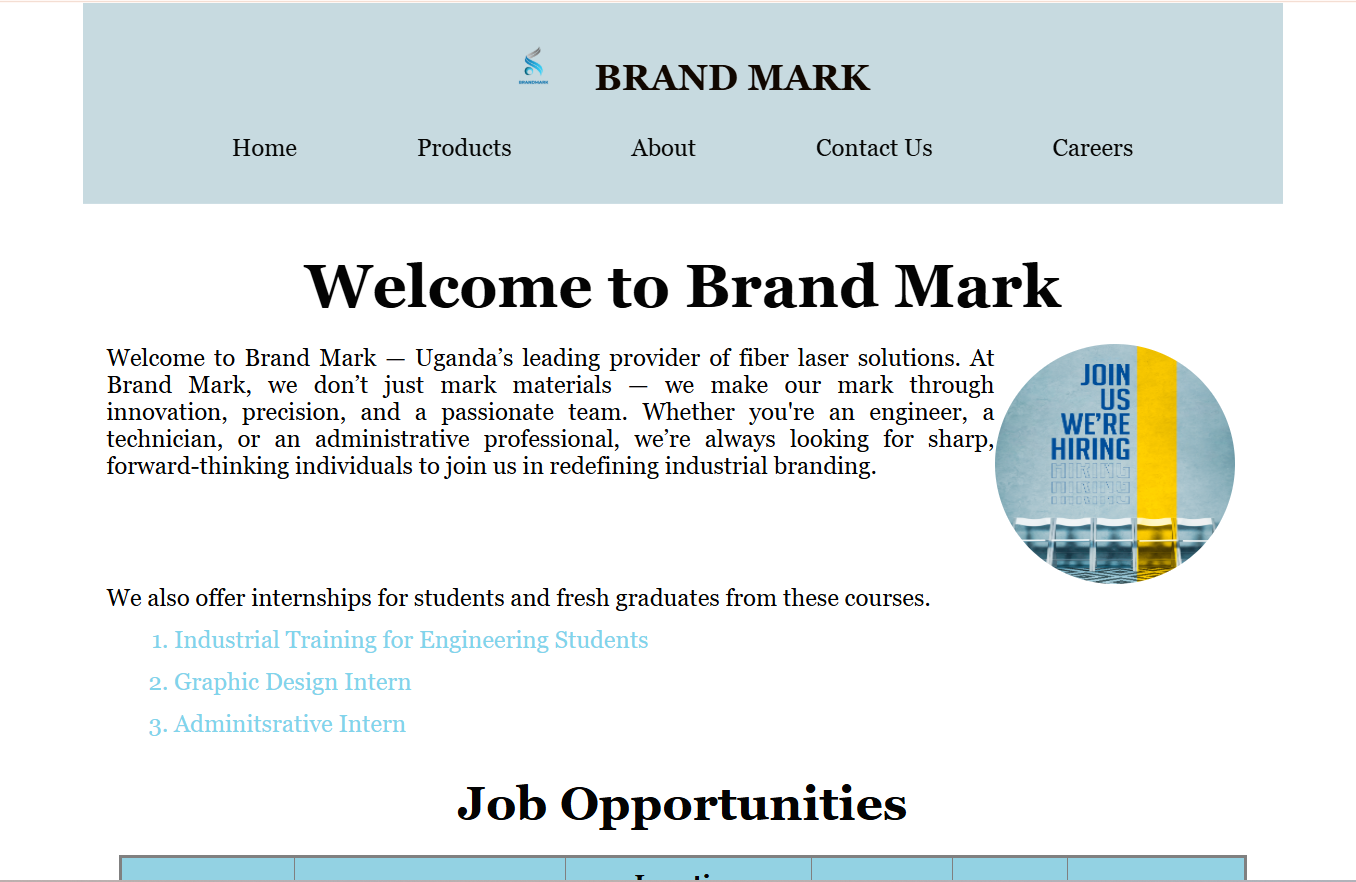 BRANDMARK
BRAND MARK
Home Products About Contact Us Careers
Welcome to Brand Mark
Welcome to Brand Mark — Uganda’s leading provider of fiber laser solutions. At
Brand Mark, we don’t just mark materials — we make our mark through
innovation, precision, and a passionate team. Whether you're an engineer, a
technician, or an administrative professional, we’re always looking for sharp,
forward-thinking individuals to join us in redefining industrial branding.
JOIN
US
WE'RE
HIRING
HIRING
HIRING
HIRING
We also offer internships for students and fresh graduates from these courses.
1. Industrial Training for Engineering Students
2. Graphic Design Intern
3. Adminitsrative Intern
Job Opportunities